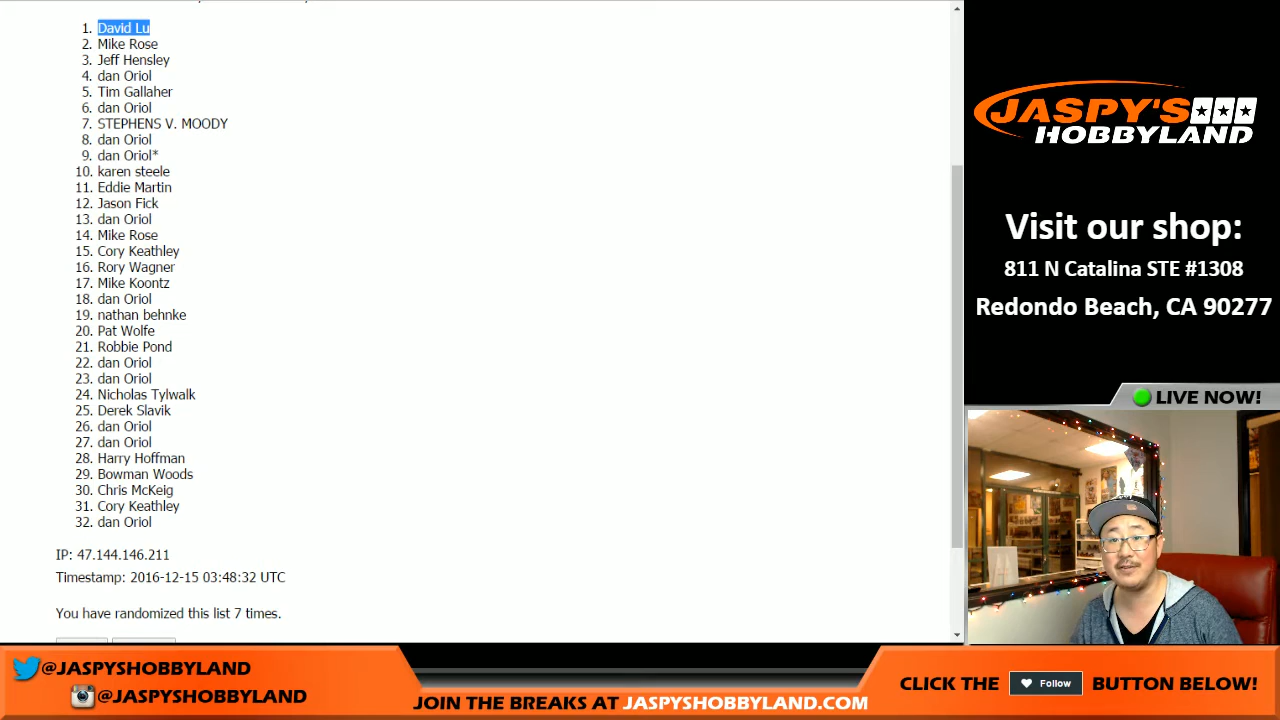 1. David Lu
2. Mike Rose
3. Jeff Hensley
4. dan Oriol
5. Tim Gallaher
6. dan Oriol
7. STEPHENS V. MOODY
8. dan Oriol
9. dan Oriol*
10. karen steele
11. Eddie Martin
12. Jason Fick
13. dan Oriol
14. Mike Rose
15. Cory Keathley
16. Rory Wagner
17. Mike Koontz
18. dan Oriol
19. nathan behnke
20. Pat Wolfe
21. Robbie Pond
22. dan Oriol
23. dan Oriol
24. Nicholas Tylwalk
25. Derek Slavik
26. dan Oriol
27. dan Oriol
28. Harry Hoffman
29. Bowman Woods
30. Chris McKeig
31. Cory Keathley
32. dan Oriol
IP: 47.144.146.211
Timestamp: 2016-12-15 03:48:32 UTC
You have randomized this list 7 times.
JASPY'S
HOBBYLAND
Visit our shop:
811 N Catalina STE #1308
Redondo Beach, CA 90277
LIVE NOW!
@JASPYSHOBBYLAND
@JASPYSHOBBYLAND
JOIN THE BREAKS AT JASPYSHOBBYLAND.COM
CLICK THE Follow BUTTON BELOW!